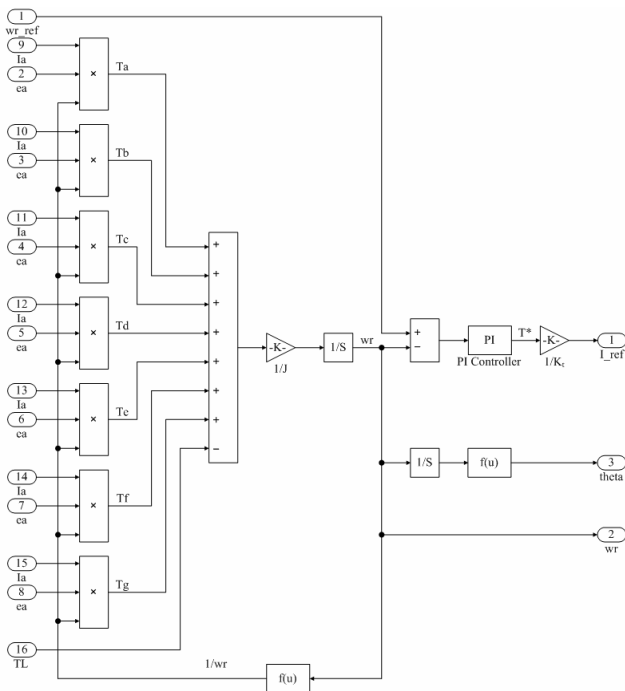 1
wr_ref
9
Ia
2
ea
×
Ta
10
Ia
3
ea
×
Tb
11
Ia
4
ea
×
Tc
12
Ia
5
ea
×
Td
13
Ia
6
ea
×
Te
14
Ia
7
ea
×
Tf
15
Ia
8
ea
×
Tg
16
TL
+
+
+
+
+
+
+
−
-K-
1/J
1/S
wr
+
−
PI
PI Controller
T*
-K-
1/Kt
1
I_ref
1/S
f(u)
3
theta
2
wr
1/wr
f(u)